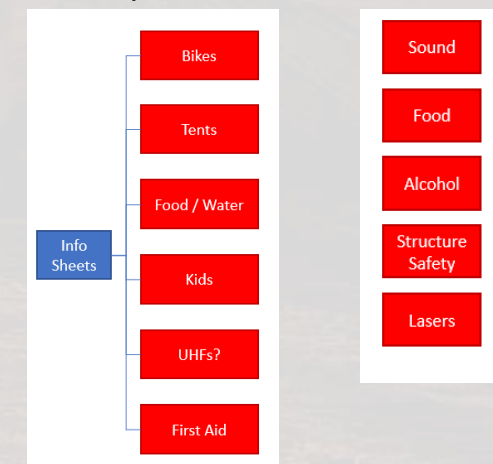 Bikes
Tents
Food / Water
Info
Sheets
Kids
UHFs?
First Aid
Sound
Food
Alcohol
Structure
Safety
Lasers